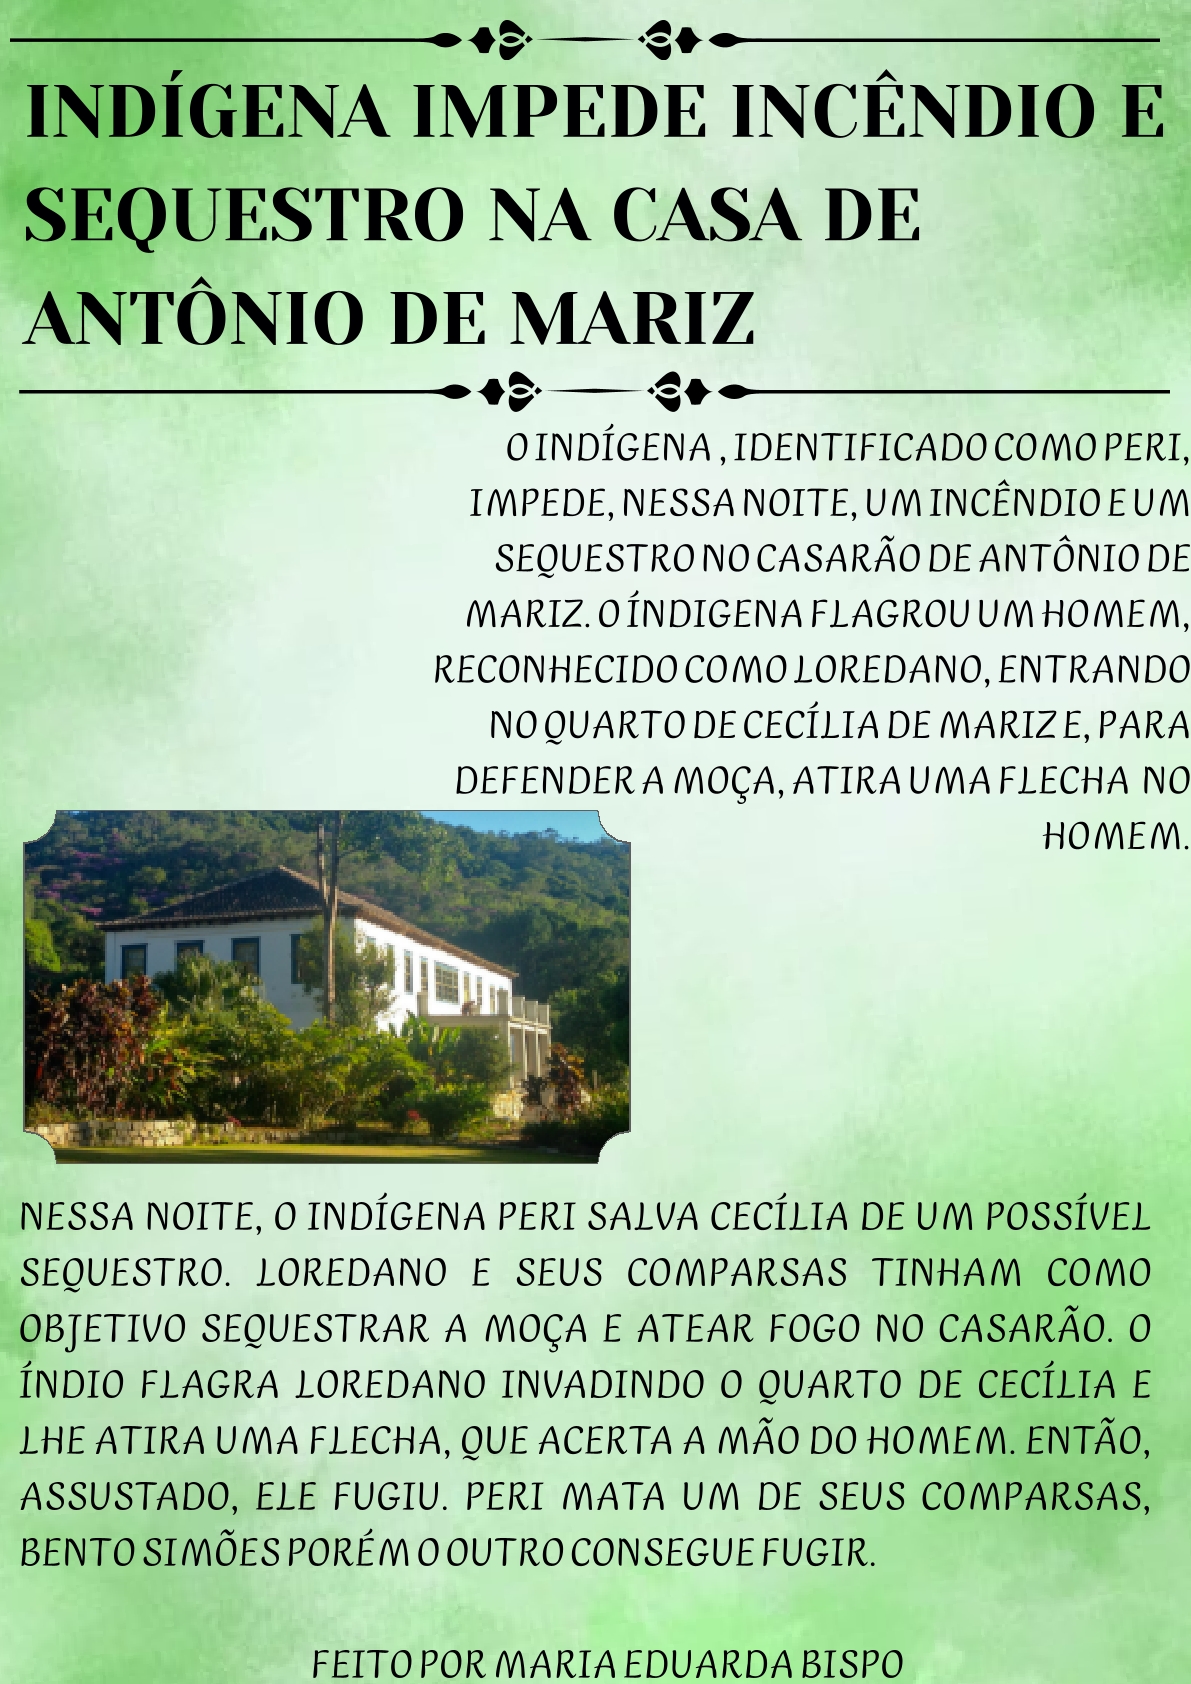 INDÍGENA IMPEDE INCÊNDIO E
SEQUESTRO NA CASA DE
ANTÔNIO DE MARIZ
O INDÍGENA , IDENTIFICADO COMO PERI,
IMPEDE, NESSA NOITE, UM INCÊNDIO E UM
SEQUESTRO NO CASARÃO DE ANTÔNIO DE
MARIZ. O ÍNDIGENA FLAGROU UM HOMEM,
RECONHECIDO COMO LOREDANO, ENTRANDO
NO QUARTO DE CECÍLIA DE MARIZ E, PARA
DEFENDER A MOÇA, ATIRA UMA FLECHA NO
HOMEM.
NESSA NOITE, O INDÍGENA PERI SALVA CECÍLIA DE UM POSSÍVEL
SEQUESTRO. LOREDANO E SEUS COMPARSAS TINHAM COMO
OBJETIVO SEQUESTRAR A MOÇA E ATEAR FOGO NO CASARÃO. O
ÍNDIO FLAGRA LOREDANO INVADINDO O QUARTO DE CECÍLIA E
LHE ATIRA UMA FLECHA, QUE ACERTA A MÃO DO HOMEM. ENTÃO,
ASSUSTADO, ELE FUGIU. PERI MATA UM DE SEUS COMPARSAS,
BENTO SIMÕES PORÉM O OUTRO CONSEGUE FUGIR.
FEITO POR MARIA EDUARDA BISPO